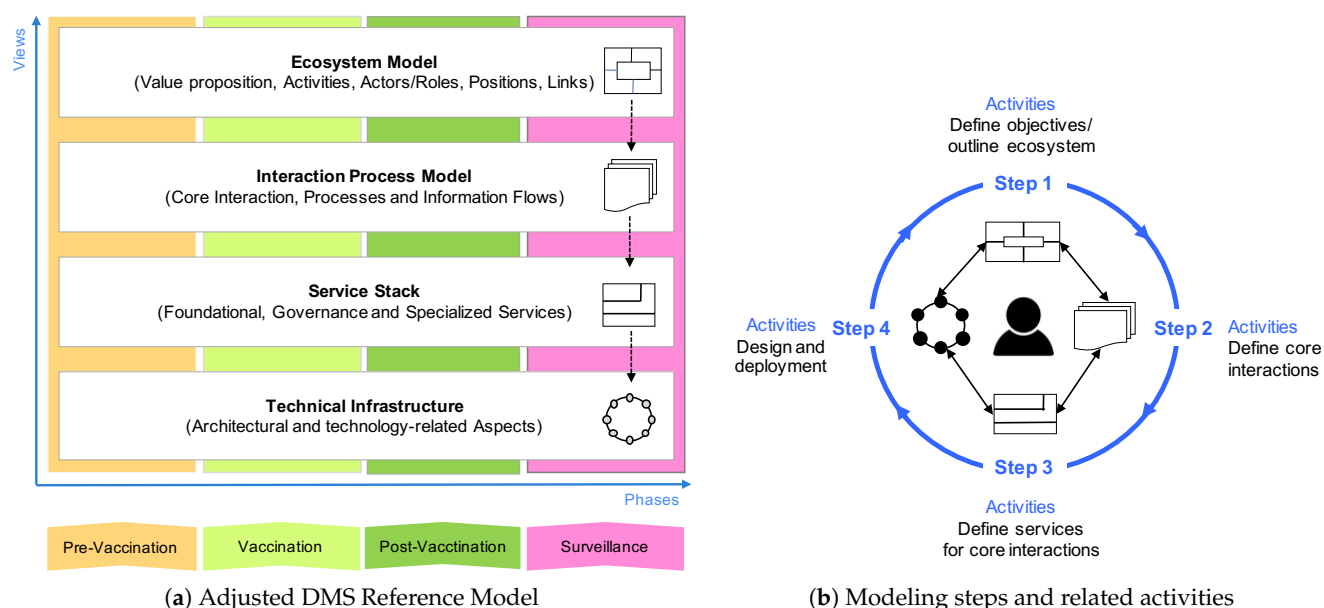 Views
Ecosystem Model
(Value proposition, Activities, Actors/Roles, Positions, Links)
Interaction Process Model
(Core Interaction, Processes and Information Flows)
Service Stack
(Foundational, Governance and Specialized Services)
Technical Infrastructure
(Architectural and technology-related Aspects)
Phases
Pre-Vaccination
Vaccination
Post-Vacctination
Surveillance
(a) Adjusted DMS Reference Model
Activities
Define objectives/
outline ecosystem
Step 1
Step 2
Activities
Define core
interactions
Step 3
Activities
Define services
for core interactions
Step 4
Activities
Design and
deployment
(b) Modeling steps and related activities